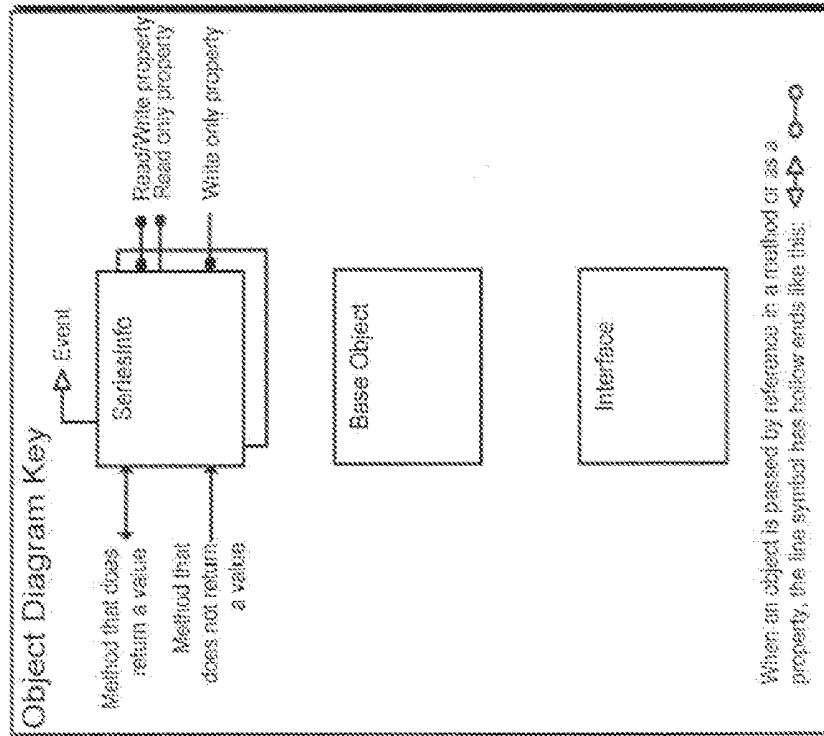 Object Diagram Key
Event
SeriesInfo
Method that does
return a value
Method that
does not return
a value
Read/Write property
Read only property
Write only property
Base Object
Interface
When an object is passed by reference in a method or as a
property, the line symbol has hollow ends like this: